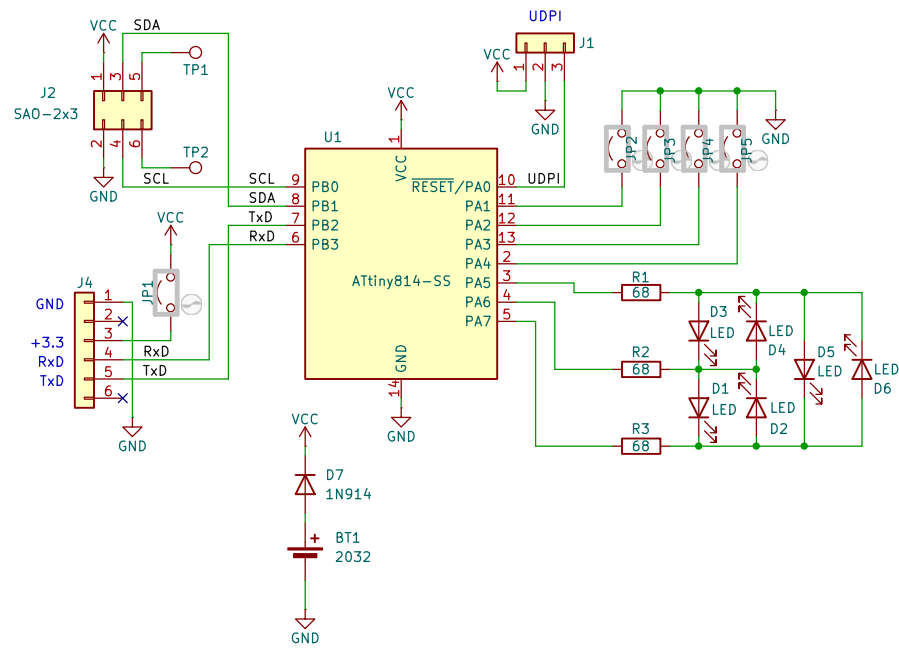 UDPI
VCC
SDA
J1
VCC
1
2
3
TP1
J2
SAO-2x3
1
3
5
GND
VCC
U1
1
VCC
GND
JP2
JP3
JP4
JP5
TP2
2
4
6
GND
SCL
SCL
9
PB0
RESET/PA0
10
UDPI
SDA
8
PB1
PA1
11
TxD
7
PB2
PA2
12
RxD
6
PB3
PA3
13
PA4
2
VCC
ATtiny814-SS
PA5
3
R1
68
J4
JP1
GND
1
PA6
4
2
PA7
5
D3
LED
LED
D4
+3.3
3
RxD
4
RxD
TxD
5
TxD
6
GND
14
GND
R2
68
D5
LED
LED
D6
D1
LED
LED
D2
R3
68
GND
VCC
D7
1N914
+
BT1
2032
GND